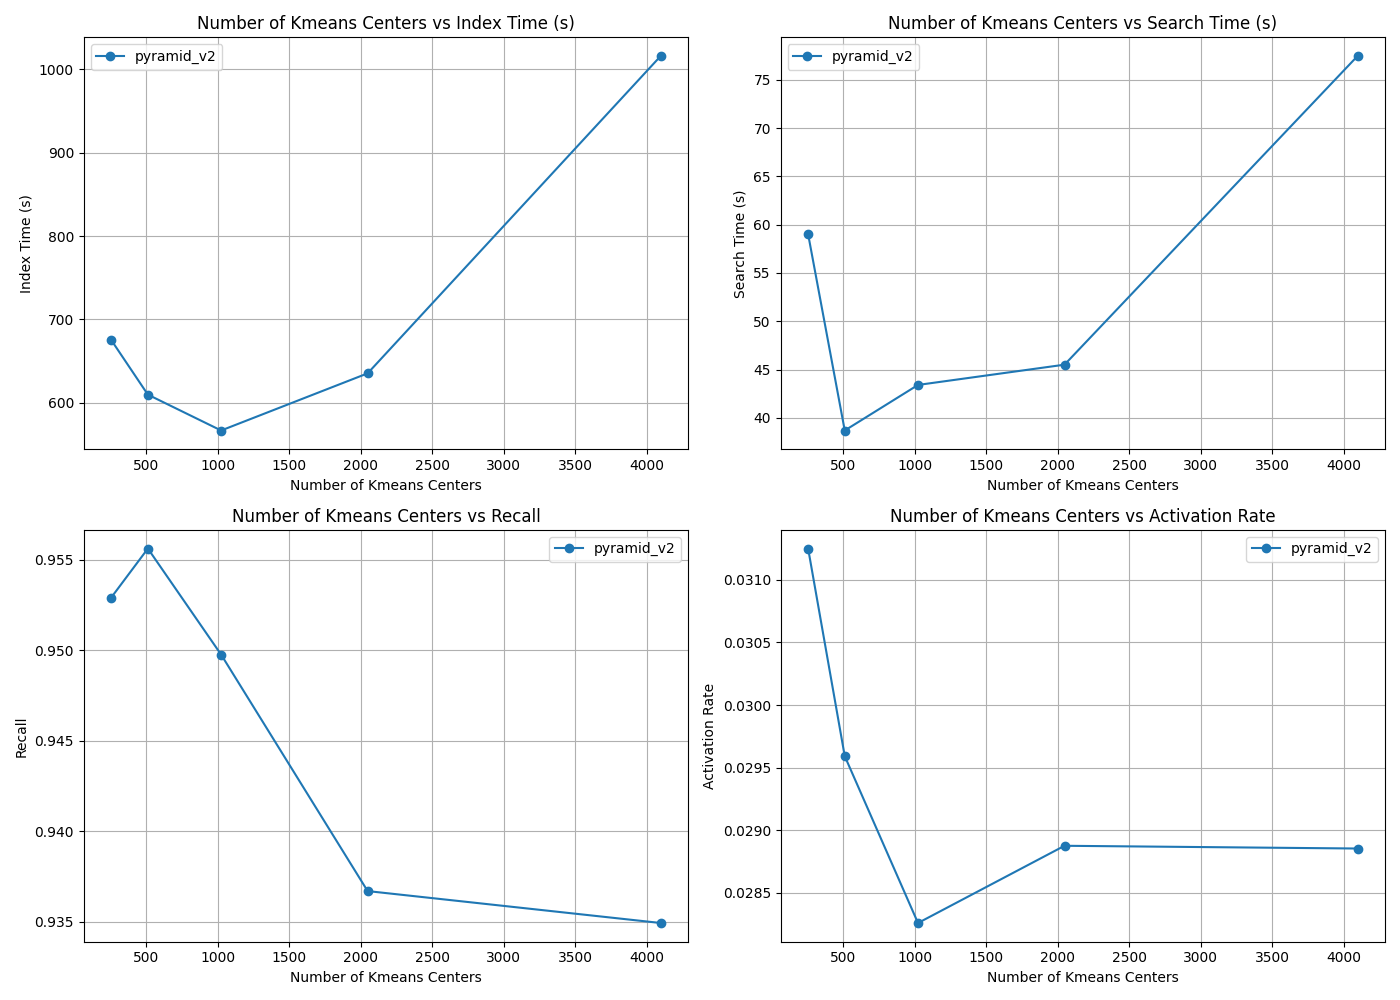 Number of Kmeans Centers vs Index Time (s)
pyramid_v2
1000
900
800
700
600
Index Time (s)
500 1000 1500 2000 2500 3000 3500 4000
Number of Kmeans Centers
Number of Kmeans Centers vs Search Time (s)
pyramid_v2
75
70
65
60
55
50
45
40
Search Time (s)
500 1000 1500 2000 2500 3000 3500 4000
Number of Kmeans Centers
Number of Kmeans Centers vs Recall
pyramid_v2
0.955
0.950
0.945
0.940
0.935
Recall
500 1000 1500 2000 2500 3000 3500 4000
Number of Kmeans Centers
Number of Kmeans Centers vs Activation Rate
pyramid_v2
0.0310
0.0305
0.0300
0.0295
0.0290
0.0285
Activation Rate
500 1000 1500 2000 2500 3000 3500 4000
Number of Kmeans Centers